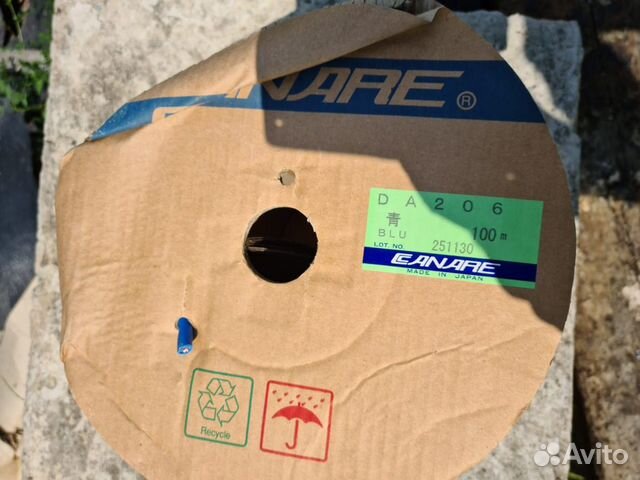 CANARE®
DA206
青
BLU 100m
LOT NO. 251130
CANARE
MADE IN JAPAN
Recycle
Avito